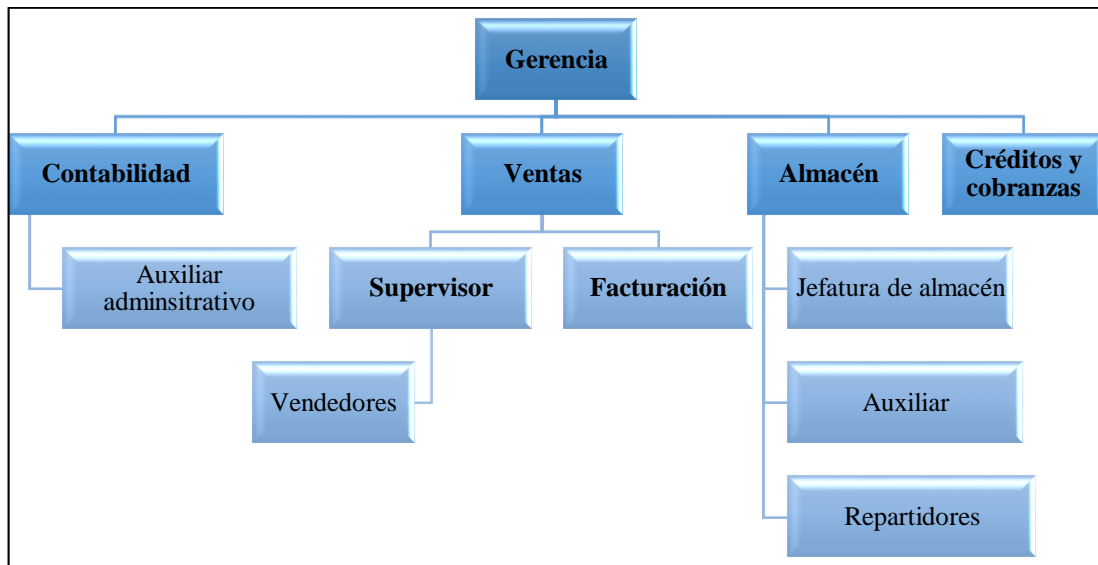 Gerencia
Contabilidad
Ventas
Almacén
Créditos y
cobranzas
Auxiliar
adminsitrativo
Supervisor
Facturación
Jefatura de almacén
Vendedores
Auxiliar
Repartidores